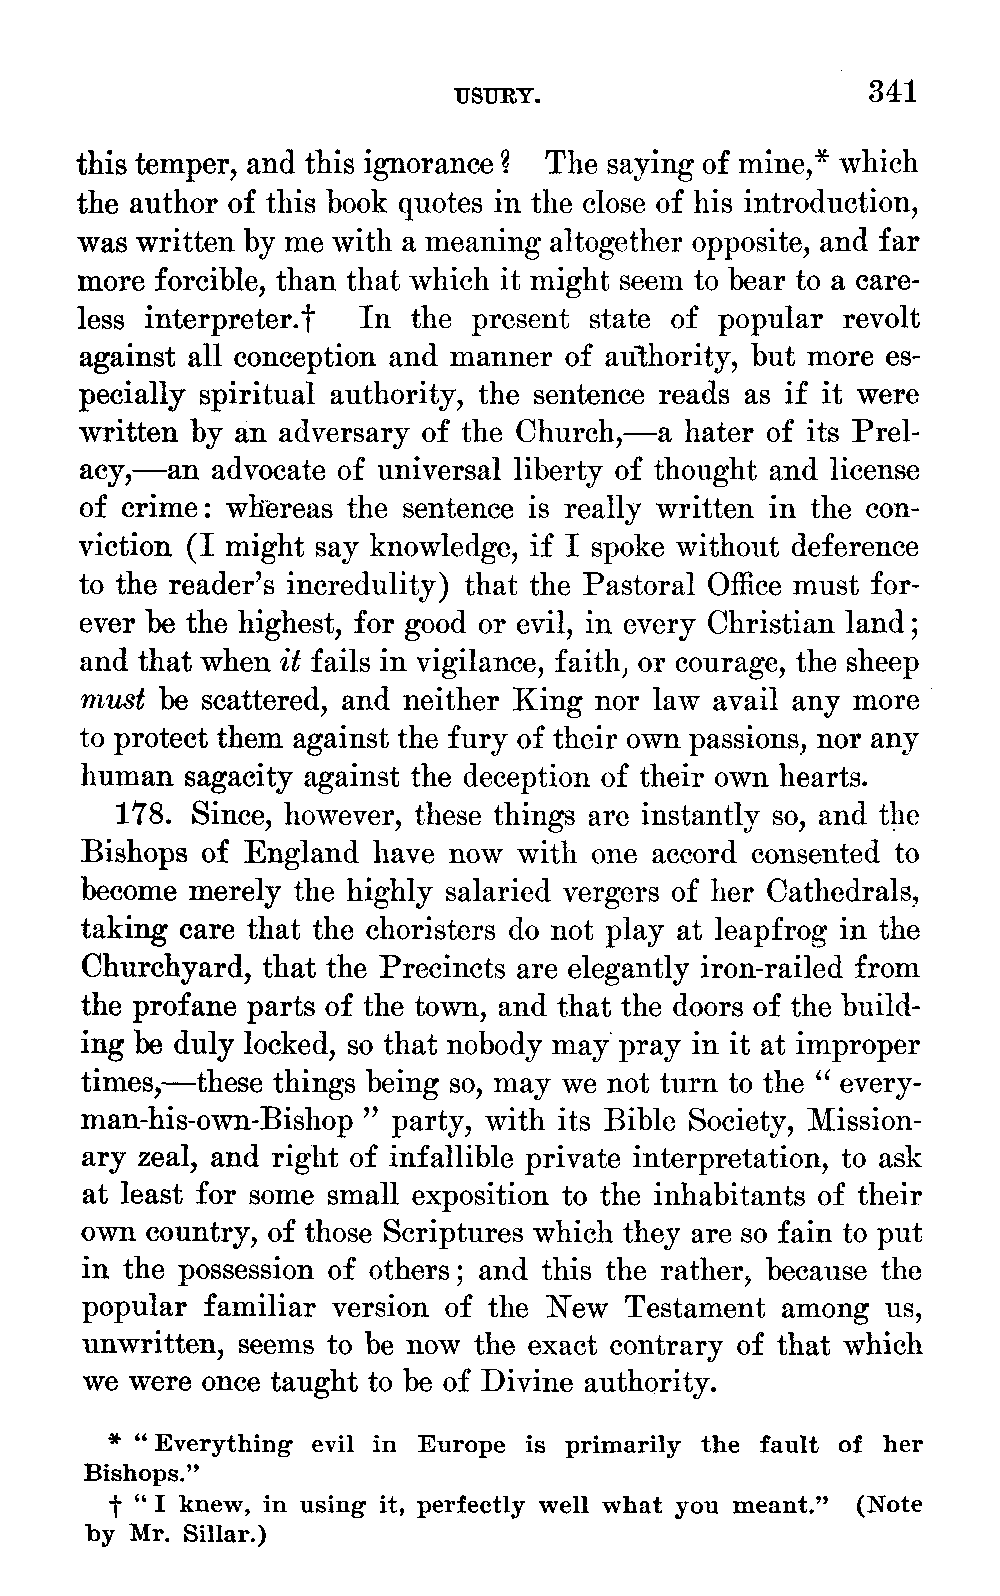 USURY. 341
this temper, and this ignorance? The saying of mine,* which
the author of this book quotes in the close of his introduction,
was written by me with a meaning altogether opposite, and far
more forcible, than that which it might seem to bear to a care-
less interpreter.† In the present state of popular revolt
against all conception and manner of authority, but more es-
pecially spiritual authority, the sentence reads as if it were
written by an adversary of the Church,—a hater of its Prel-
acy,—an advocate of universal liberty of thought and license
of crime: whereas the sentence is really written in the con-
viction (I might say knowledge, if I spoke without deference
to the reader's incredulity) that the Pastoral Office must for-
ever be the highest, for good or evil, in every Christian land;
and that when it fails in vigilance, faith, or courage, the sheep
must be scattered, and neither King nor law avail any more
to protect them against the fury of their own passions, nor any
human sagacity against the deception of their own hearts.
178. Since, however, these things are instantly so, and the
Bishops of England have now with one accord consented to
become merely the highly salaried vergers of her Cathedrals,
taking care that the choristers do not play at leapfrog in the
Churchyard, that the Precincts are elegantly iron-railed from
the profane parts of the town, and that the doors of the build-
ing be duly locked, so that nobody may pray in it at improper
times,—these things being so, may we not turn to the " every-
man-his-own-Bishop " party, with its Bible Society, Mission-
ary zeal, and right of infallible private interpretation, to ask
at least for some small exposition to the inhabitants of their
own country, of those Scriptures which they are so fain to put
in the possession of others; and this the rather, because the
popular familiar version of the New Testament among us,
unwritten, seems to be now the exact contrary of that which
we were once taught to be of Divine authority.
* "Everything evil in Europe is primarily the fault of her
Bishops."
† "I knew, in using it, perfectly well what you meant." (Note
by Mr. Sillar.)